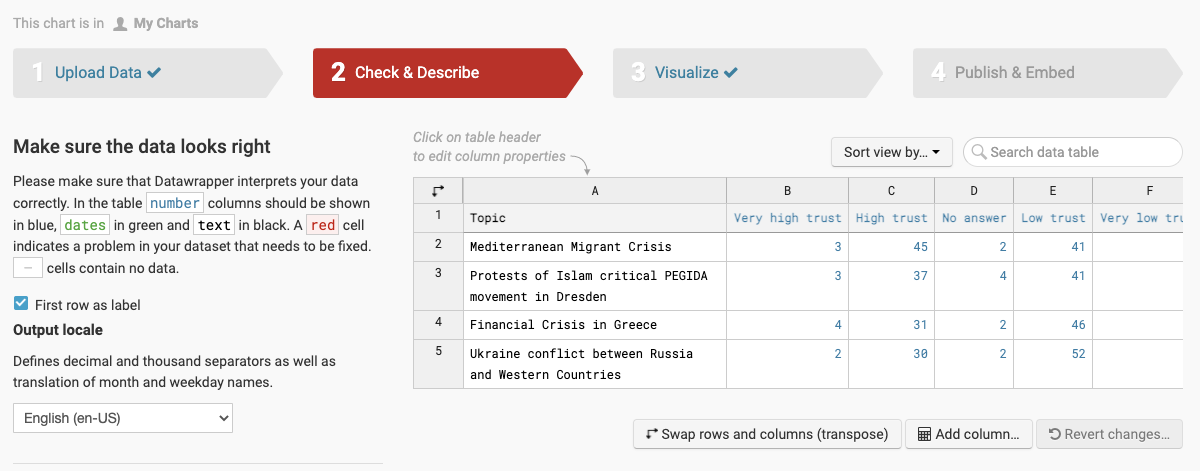 This chart is in My Charts
1 Upload Data
2 Check & Describe
3 Visualize
4 Publish & Embed
Make sure the data looks right
Please make sure that Datawrapper interprets your data
correctly. In the table number columns should be shown
in blue, dates in green and text in black. A red cell
indicates a problem in your dataset that needs to be fixed.
– cells contain no data.
First row as label
Output locale
Defines decimal and thousand separators as well as
translation of month and weekday names.
English (en-US)
Click on table header
to edit column properties
Sort view by...
Search data table
A B C D E F
1 Topic Very high trust High trust No answer Low trust Very low tru
2 Mediterranean Migrant Crisis 3 45 2 41
3 Protests of Islam critical PEGIDA 3 37 4 41
movement in Dresden
4 Financial Crisis in Greece 4 31 2 46
5 Ukraine conflict between Russia 2 30 2 52
and Western Countries
Swap rows and columns (transpose)
Add column...
Revert changes...